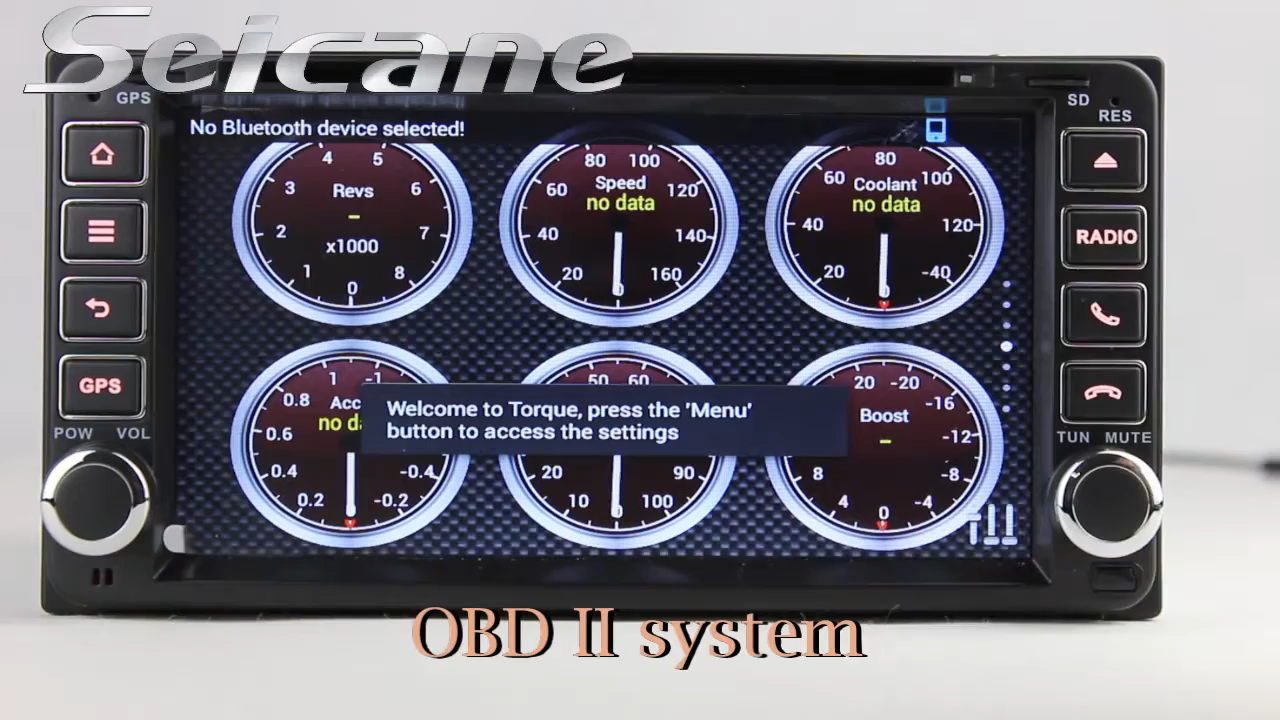 Seicane
GPS
SD
RES
No Bluetooth device selected!
4 5
3 Revs 6
-
2 7
x1000
1 8
0
80 100
60 Speed 120
no data
40 140
20 160
0
80
60 Coolant 100
no data
40 120
20 -40
0
RADIO
GPS
POW VOL
1 -1
0.8 Acc
no da
0.6
0.4 -0.4
0.2 -0.2
50 60
20 90
10 100
0
20 -20
Boost -16
-
-12
8 -8
4 -4
0
Welcome to Torque, press the 'Menu'
button to access the settings
TUN MUTE
OBD II system